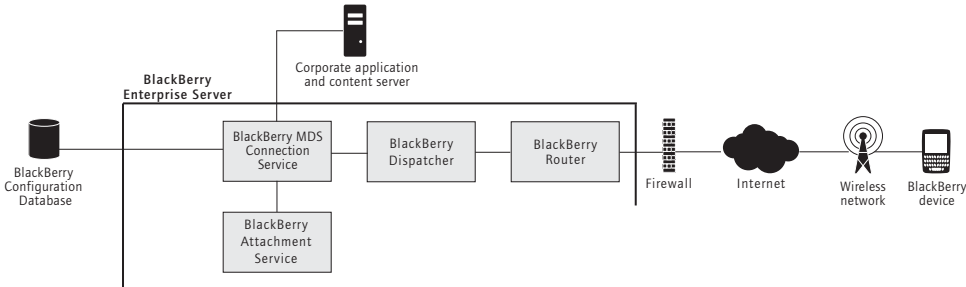 Corporate application
and content server
BlackBerry
Enterprise Server
BlackBerry
Configuration
Database
BlackBerry MDS
Connection
Service
BlackBerry
Dispatcher
BlackBerry
Router
Firewall
Internet
Wireless
network
BlackBerry
device
BlackBerry
Attachment
Service